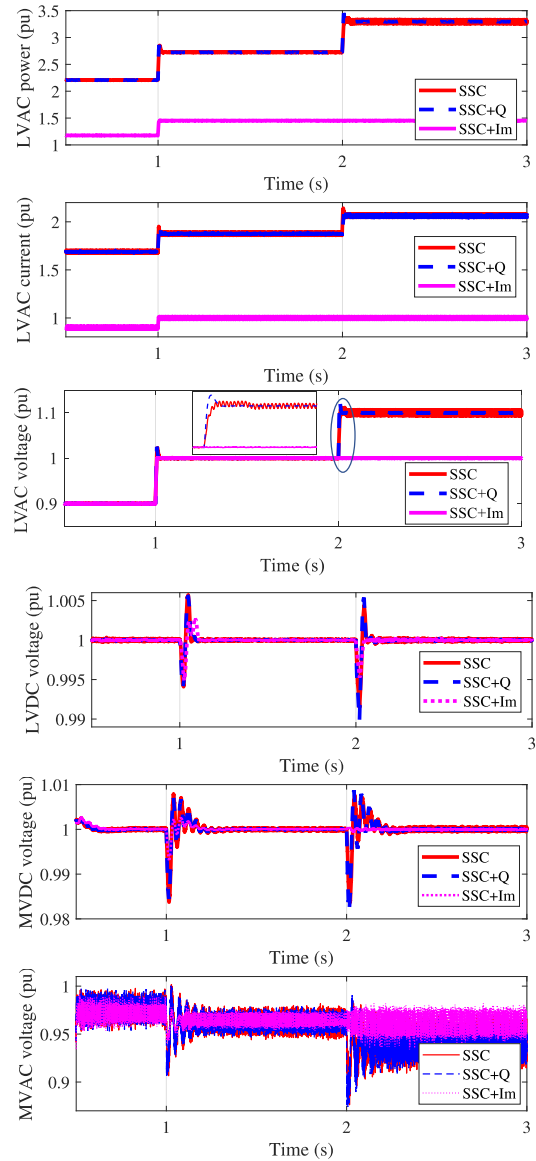 LVAC power (pu)
3.5
3
2.5
2
1.5
1
SSC
SSC+Q
SSC+Im
1
2
3
Time (s)
LVAC current (pu)
2
1.5
1
SSC
SSC+Q
SSC+Im
1
2
3
Time (s)
LVAC voltage (pu)
1.1
1
0.9
SSC
SSC+Q
SSC+Im
1
2
3
Time (s)
LVDC voltage (pu)
1.005
1
0.995
0.99
SSC
SSC+Q
SSC+Im
1
2
3
Time (s)
MVDC voltage (pu)
1.01
1
0.99
0.98
SSC
SSC+Q
SSC+Im
1
2
3
Time (s)
MVAC voltage (pu)
1
0.95
0.9
SSC
SSC+Q
SSC+Im
1
2
3
Time (s)